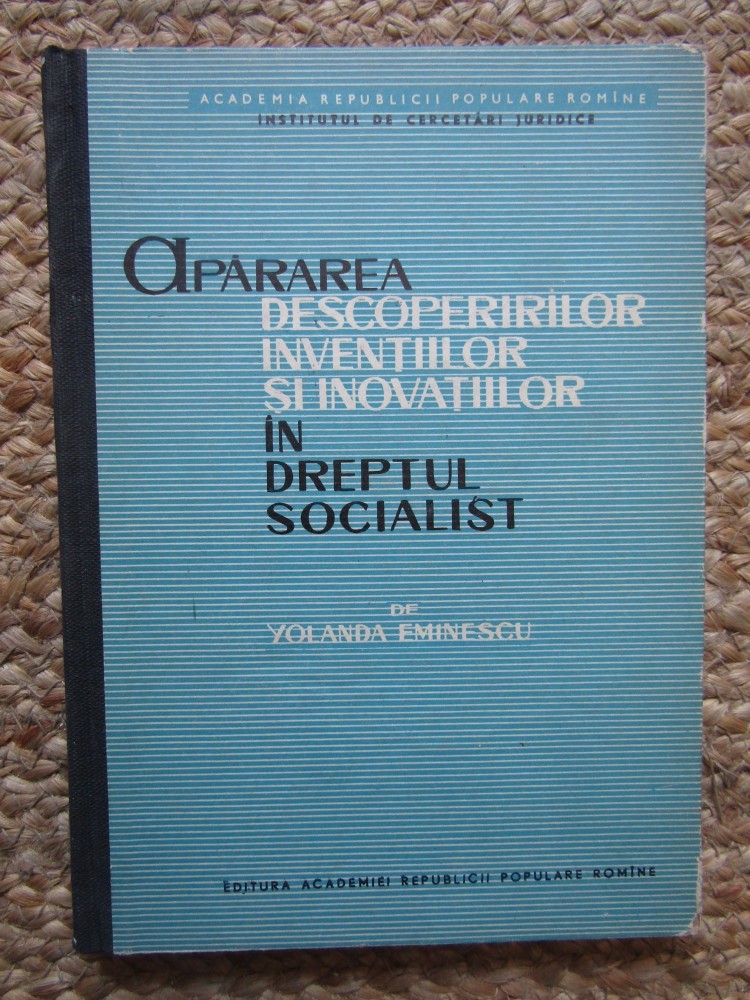 ACADEMIA REPUBLICII POPULARE ROMÎNE
INSTITUTUL DE CERCETĂRI JURIDICE
APĂRAREA
DESCOPERIRILOR
INVENȚIILOR
ȘI INOVAȚIILOR
ÎN
DREPTUL
SOCIALIST
DE
YOLANDA EMINESCU
EDITURA ACADEMIEI REPUBLICII POPULARE ROMÎNE